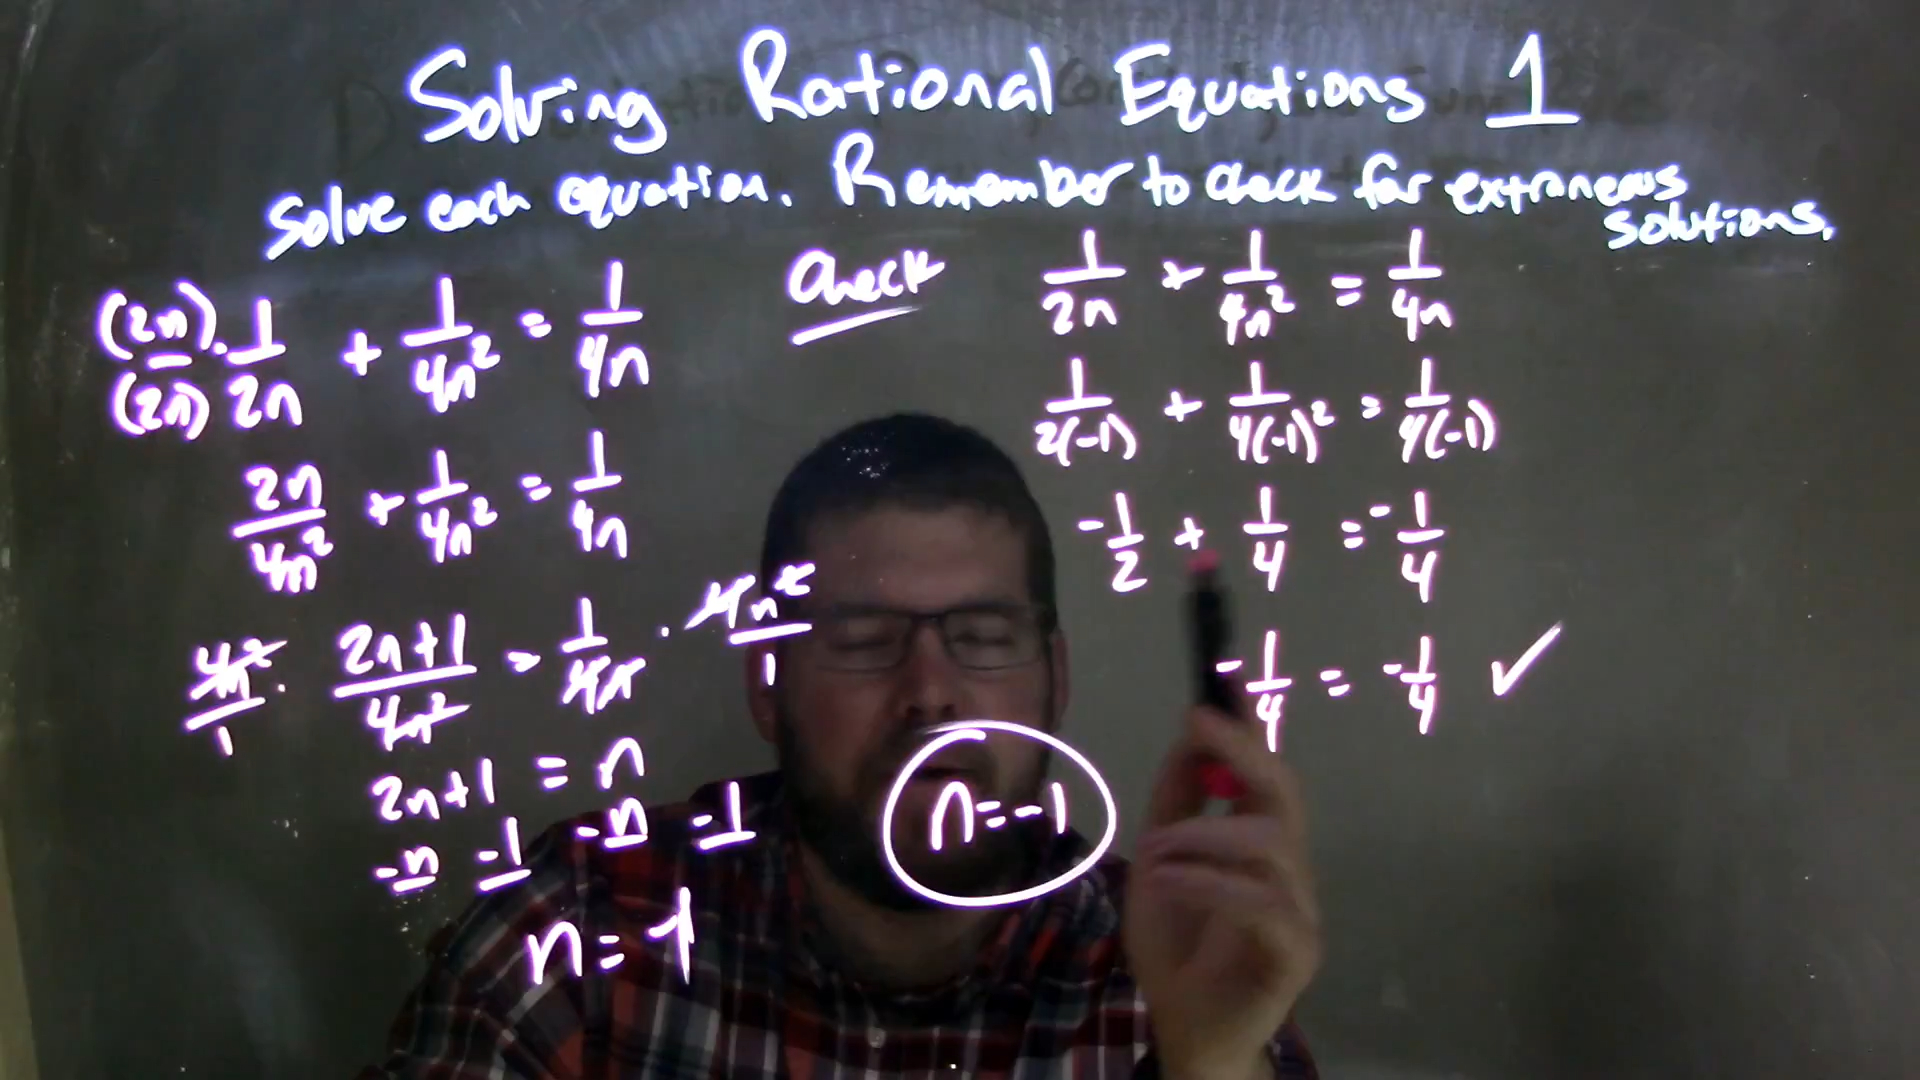 Solving Rational Equations 1
Solve each equation. Remember to check for extraneous
solutions.
(2n)/(2n) · 1/2n + 1/4n² = 1/4n
2n/4n² + 1/4n² = 1/4n
4n²/1 · 2n+1/4n² = 1/4n · 4n²/1
2n+1 = n
-n -1 -n -1
n = -1
Check
1/2n + 1/4n² = 1/4n
1/2(-1) + 1/4(-1)² = 1/4(-1)
-1/2 + 1/4 = -1/4
-1/4 = -1/4 ✓
n = -1